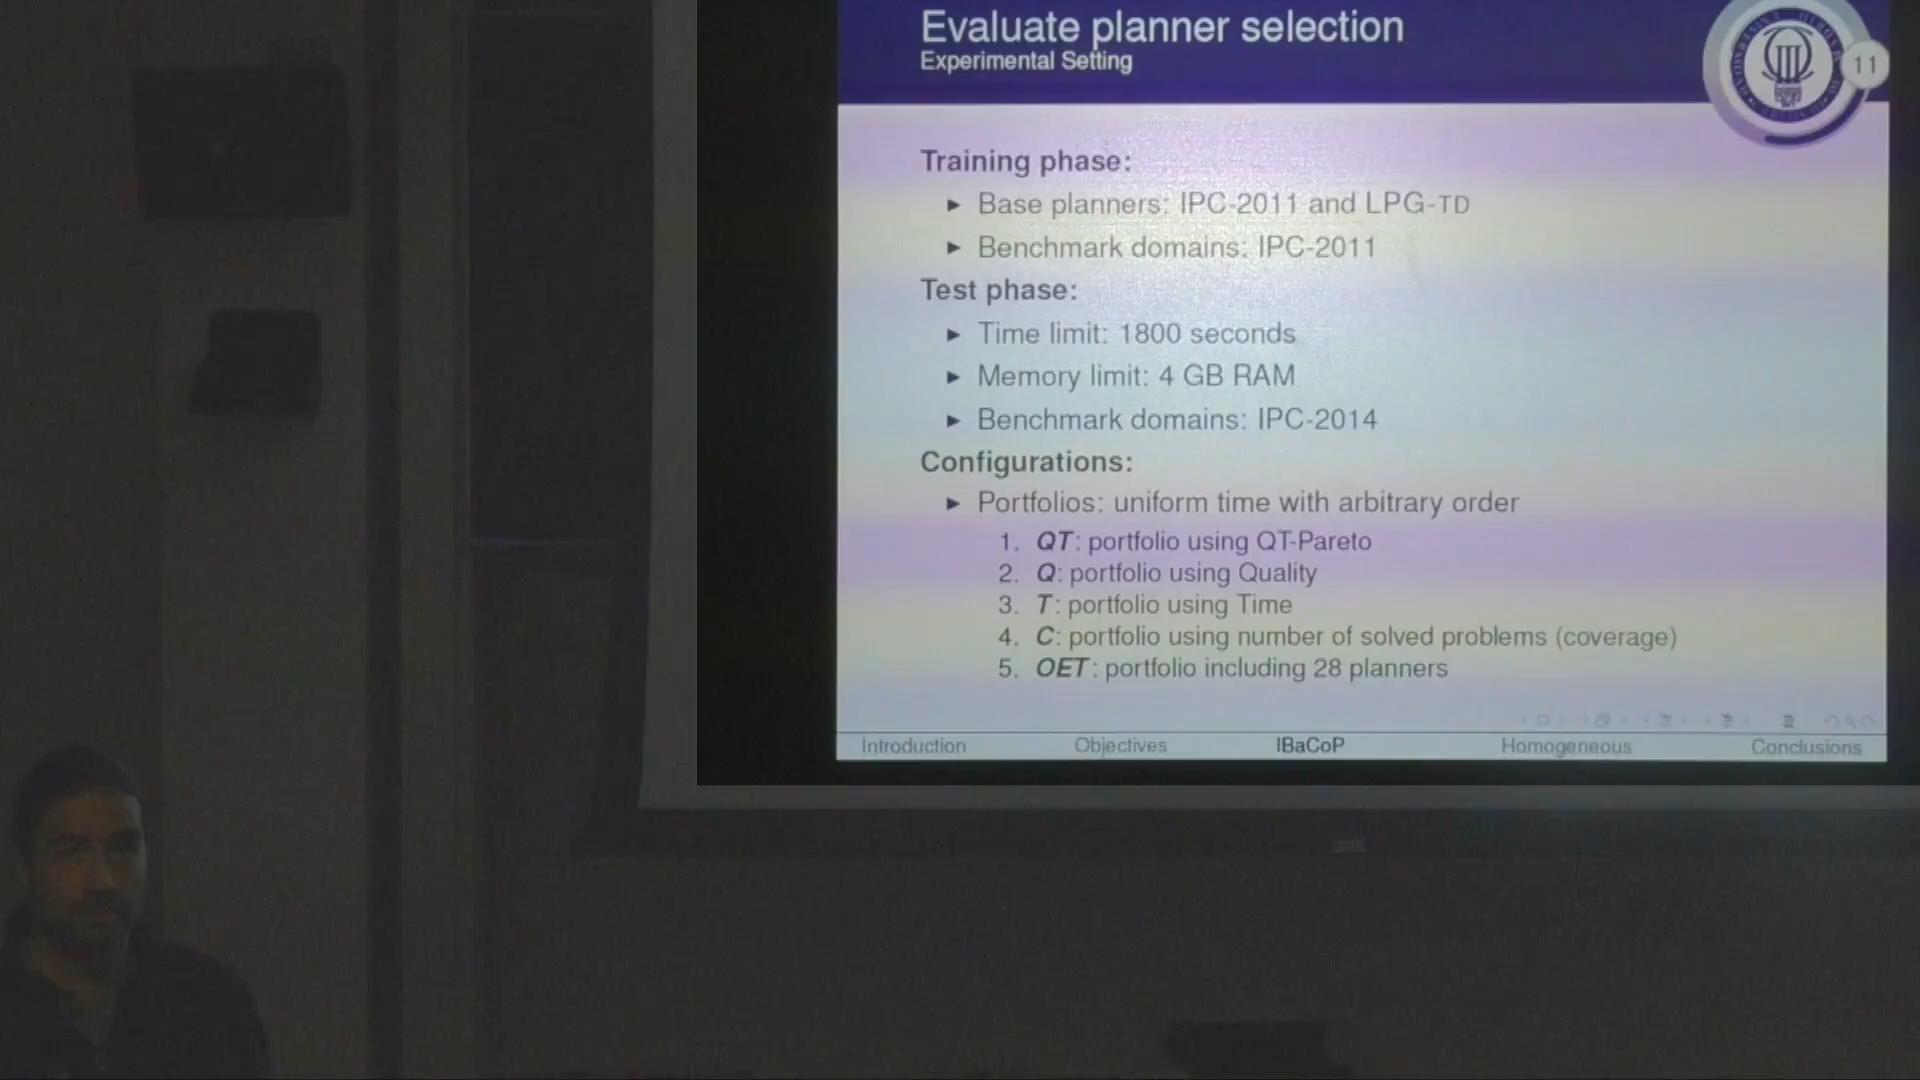 Evaluate planner selection
Experimental Setting
11
Training phase:
► Base planners: IPC-2011 and LPG-TD
► Benchmark domains: IPC-2011
Test phase:
► Time limit: 1800 seconds
► Memory limit: 4 GB RAM
► Benchmark domains: IPC-2014
Configurations:
► Portfolios: uniform time with arbitrary order
1. QT: portfolio using QT-Pareto
2. Q: portfolio using Quality
3. T: portfolio using Time
4. C: portfolio using number of solved problems (coverage)
5. OET: portfolio including 28 planners
Introduction Objectives IBaCoP Homogeneous Conclusions